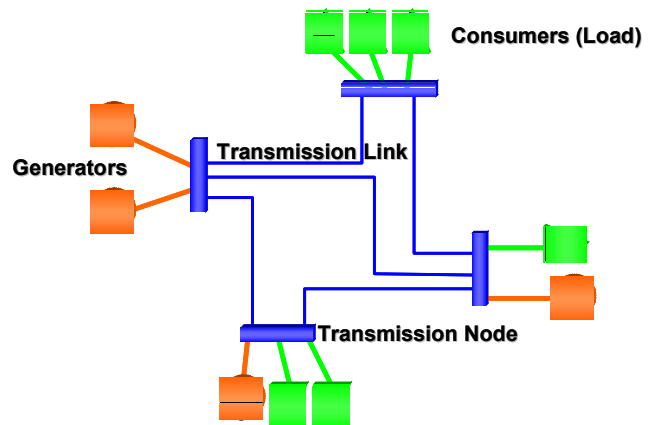 Consumers (Load)
Transmission Link
Generators
Transmission Node